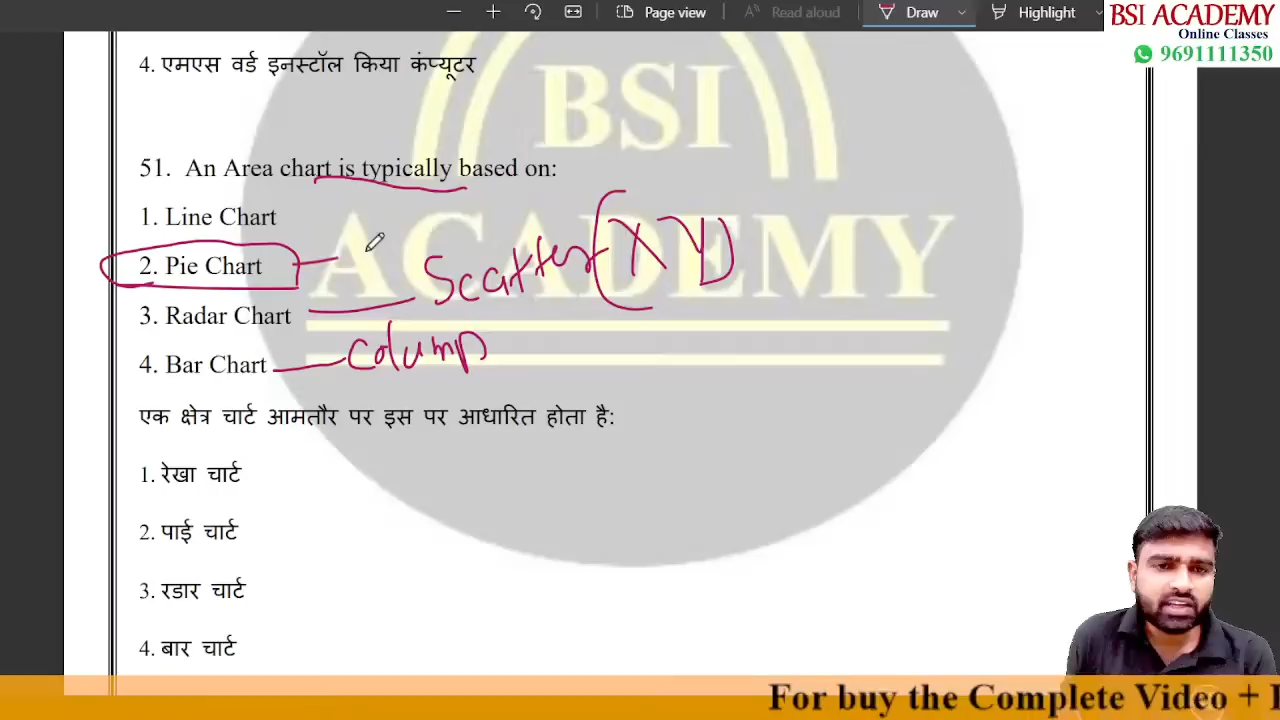 Page view
Read aloud
Draw
Highlight
BSI ACADEMY
Online Classes
9691111350
4. एमएस वर्ड इनस्टॉल किया कंप्यूटर
BSI
ACADEMY
51. An Area chart is typically based on:
1. Line Chart
2. Pie Chart
Scatter (XY)
3. Radar Chart
4. Bar Chart
Column
एक क्षेत्र चार्ट आमतौर पर इस पर आधारित होता है:
1. रेखा चार्ट
2. पाई चार्ट
3. रडार चार्ट
4. बार चार्ट
For buy the Complete Video +